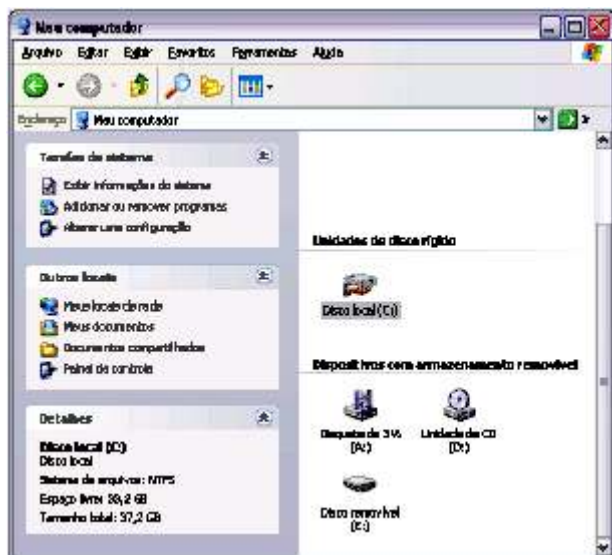 Meu computador
Arquivo Editar Exibir Favoritos Ferramentas Ajuda
Endereço Meu computador
Tarefas do sistema
Exibir informações do sistema
Adicionar ou remover programas
Alterar uma configuração
Outros locais
Meus locais de rede
Meus documentos
Documentos compartilhados
Painel de controle
Detalhes
Disco local (C:)
Disco local
Sistema de arquivos: NTFS
Espaço livre: GB
Tamanho total: 37,2 GB
Unidades de disco rígido
Disco local (C:)
Dispositivos com armazenamento removível
Disquete de 3½
(A:)
Unidade de CD
(D:)
Disco removível
(E:)